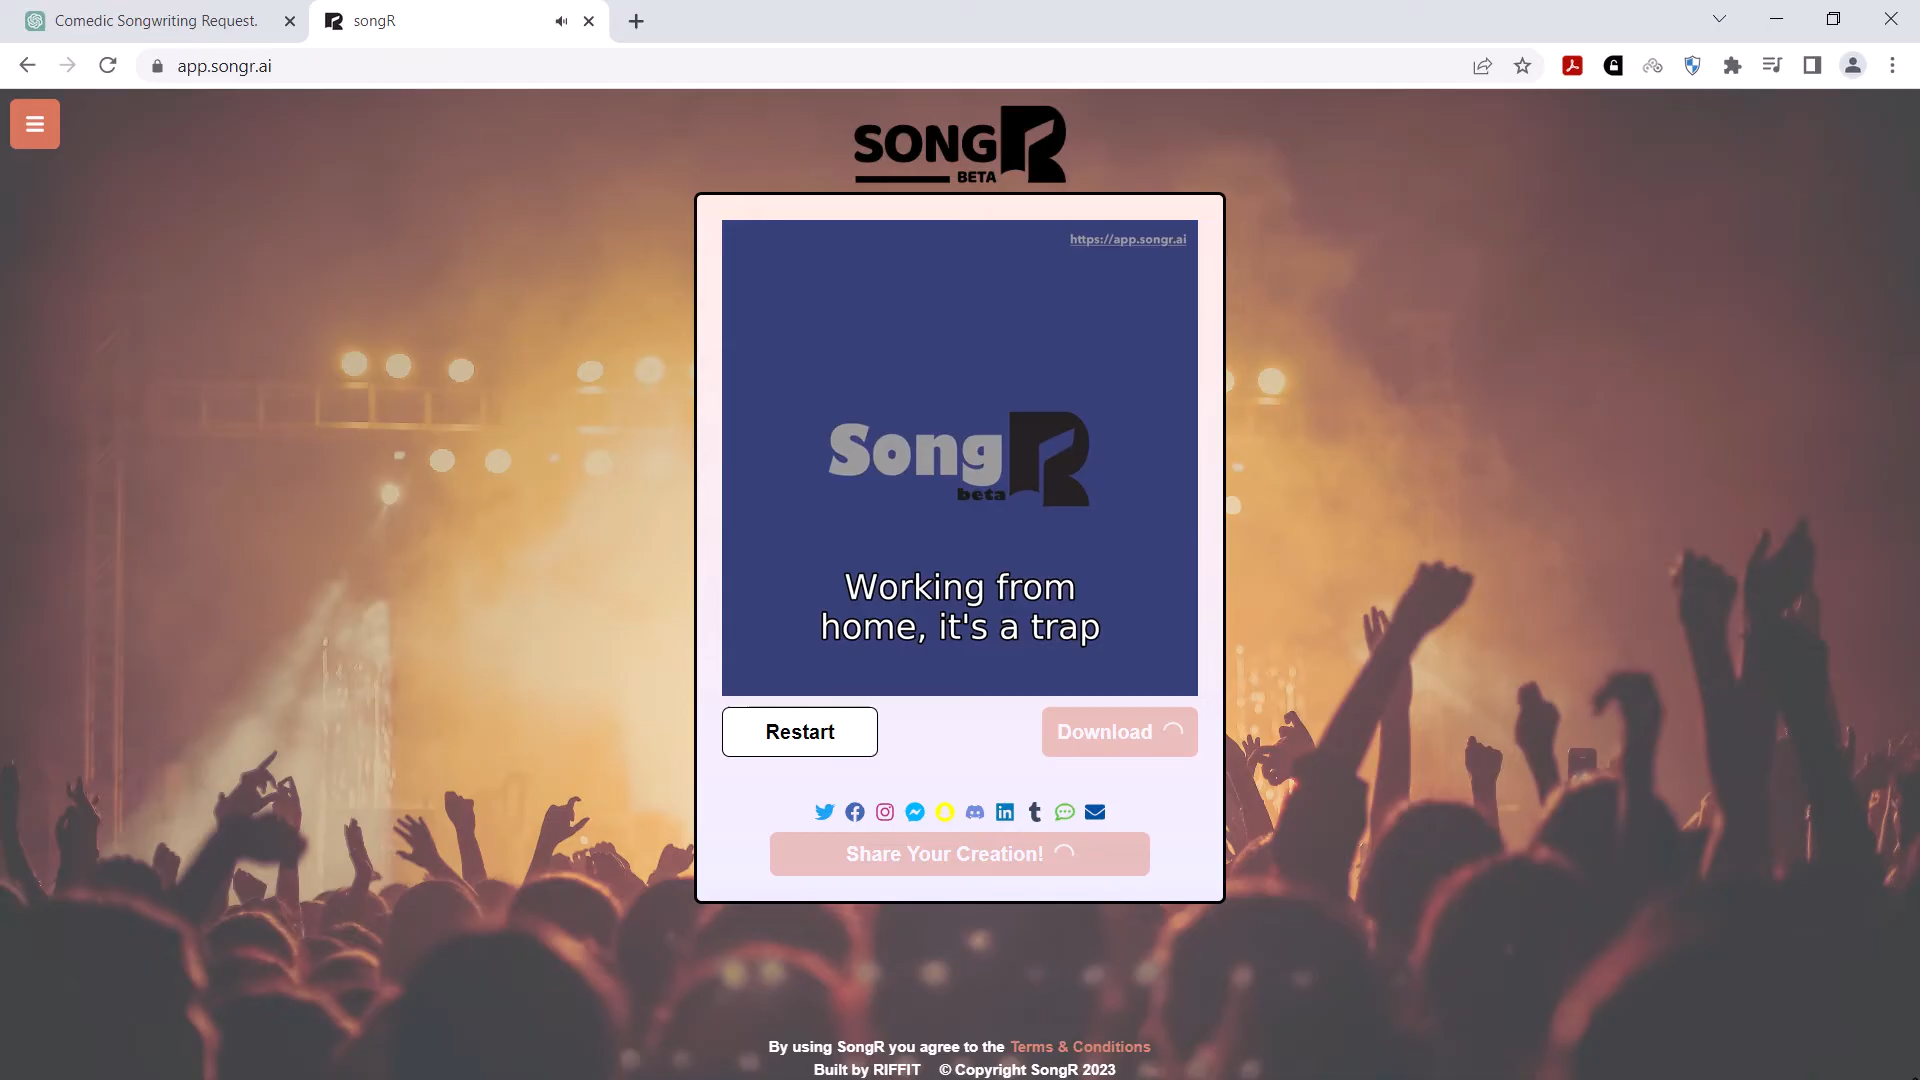 Comedic Songwriting Request.
songR
app.songr.ai
SONGR
BETA
https://app.songr.ai
SongR
beta
Working from
home, it's a trap
Restart
Download
Share Your Creation!
By using SongR you agree to the Terms & Conditions
Built by RIFFIT © Copyright SongR 2023